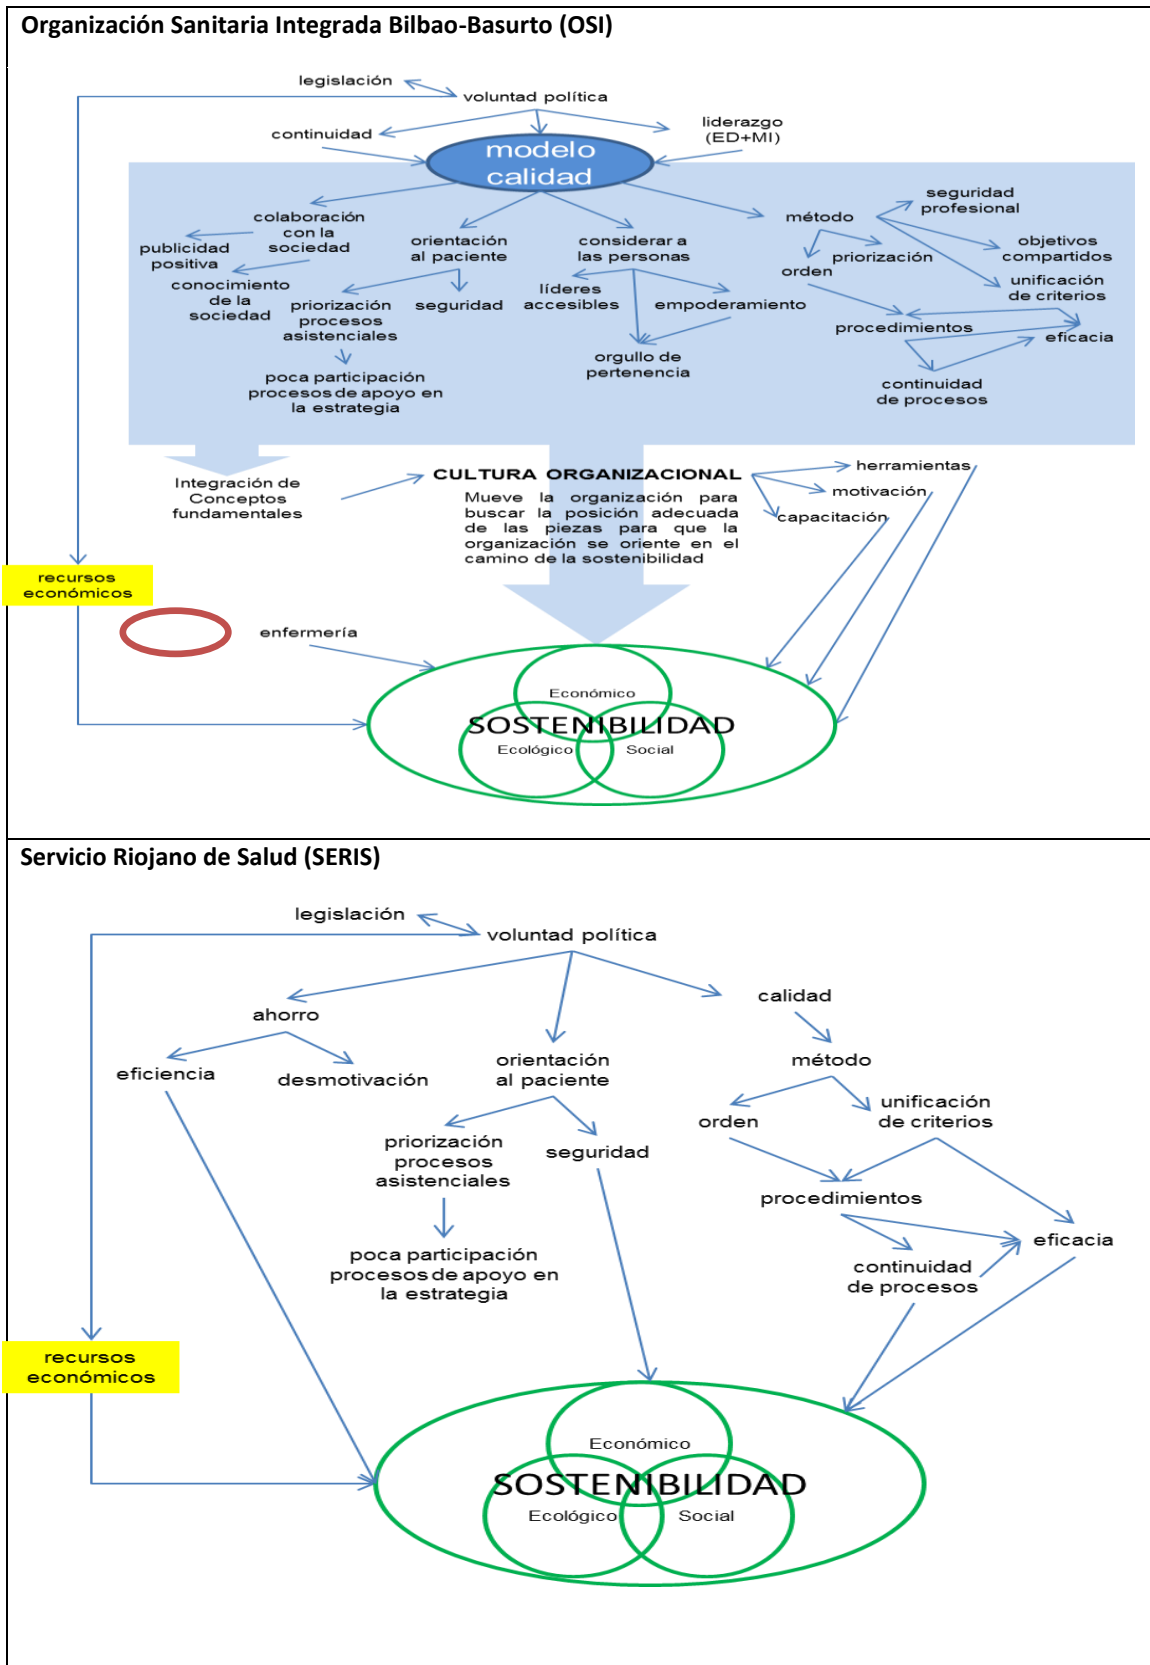 Organización Sanitaria Integrada Bilbao-Basurto (OSI)
legislación
voluntad política
continuidad
liderazgo
(ED+MI)
modelo
calidad
colaboración
con la
sociedad
publicidad
positiva
conocimiento
de la
sociedad
orientación
al paciente
priorización
procesos
asistenciales
seguridad
poca participación
procesos de apoyo en
la estrategia
considerar a
las personas
líderes
accesibles
empoderamiento
orgullo de
pertenencia
método
seguridad
profesional
objetivos
compartidos
priorización
orden
unificación
de criterios
procedimientos
eficacia
continuidad
de procesos
Integración de
Conceptos
fundamentales
CULTURA ORGANIZACIONAL
Mueve la organización para
buscar la posición adecuada
de las piezas para que la
organización se oriente en el
camino de la sostenibilidad
herramientas
motivación
capacitación
recursos
económicos
enfermería
Económico
SOSTENIBILIDAD
Ecológico
Social
Servicio Riojano de Salud (SERIS)
legislación
voluntad política
ahorro
eficiencia
desmotivación
orientación
al paciente
priorización
procesos
asistenciales
seguridad
poca participación
procesos de apoyo en
la estrategia
calidad
método
orden
unificación
de criterios
procedimientos
eficacia
continuidad
de procesos
recursos
económicos
Económico
SOSTENIBILIDAD
Ecológico
Social